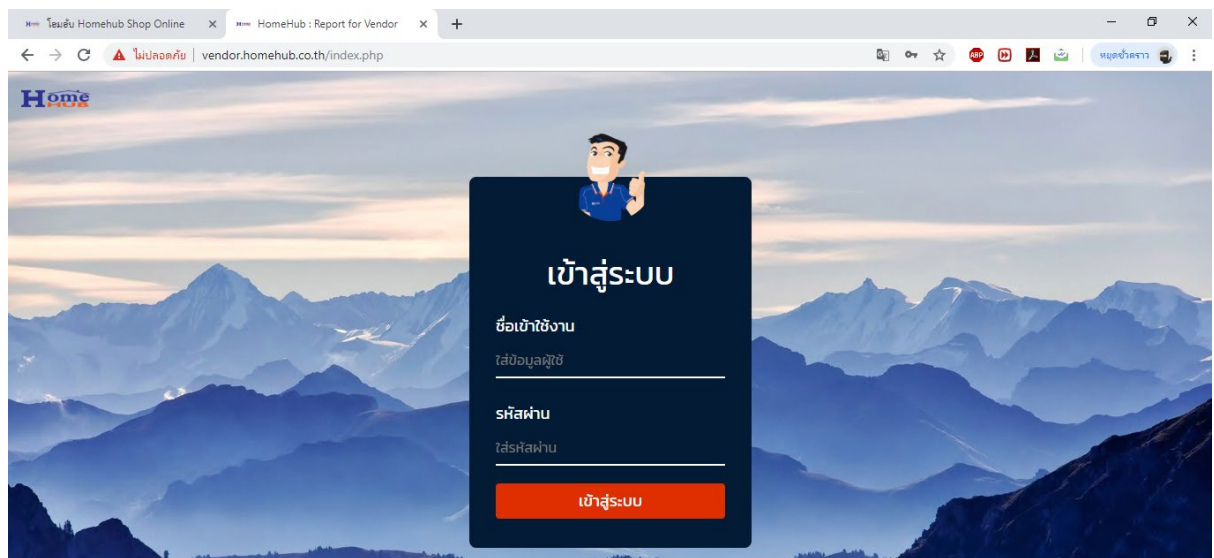 โฮมฮับ Homehub Shop Online
HomeHub : Report for Vendor
ไม่ปลอดภัย | vendor.homehub.co.th/index.php
ABP
หยุดชั่วคราว
Home
HUB
เข้าสู่ระบบ
ชื่อเข้าใช้งาน
ใส่ข้อมูลผู้ใช้
รหัสผ่าน
ใส่รหัสผ่าน
เข้าสู่ระบบ